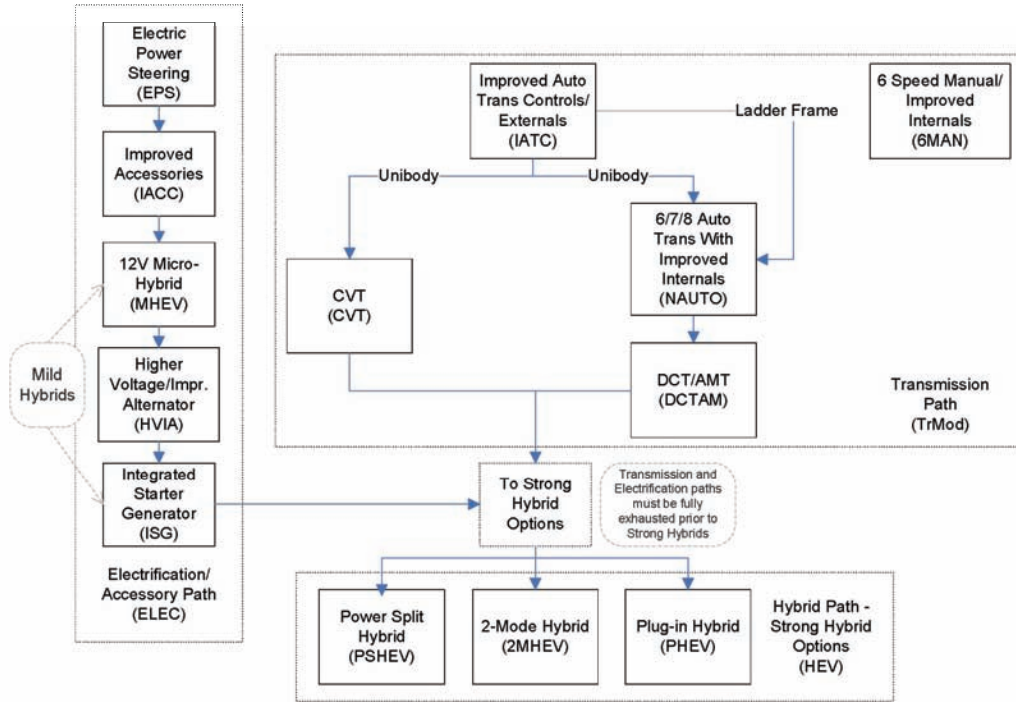 Electric
Power
Steering
(EPS)
Improved
Accessories
(IACC)
12V Micro-
Hybrid
(MHEV)
Higher
Voltage/Impr.
Alternator
(HVIA)
Integrated
Starter
Generator
(ISG)
Electrification/
Accessory Path
(ELEC)
Mild
Hybrids
Improved Auto
Trans Controls/
Externals
(IATC)
Ladder Frame
6 Speed Manual/
Improved
Internals
(6MAN)
Unibody
Unibody
CVT
(CVT)
6/7/8 Auto
Trans With
Improved
Internals
(NAUTO)
DCT/AMT
(DCTAM)
Transmission
Path
(TrMod)
To Strong
Hybrid
Options
Transmission and
Electrification paths
must be fully
exhausted prior to
Strong Hybrids
Power Split
Hybrid
(PSHEV)
2-Mode Hybrid
(2MHEV)
Plug-in Hybrid
(PHEV)
Hybrid Path -
Strong Hybrid
Options
(HEV)